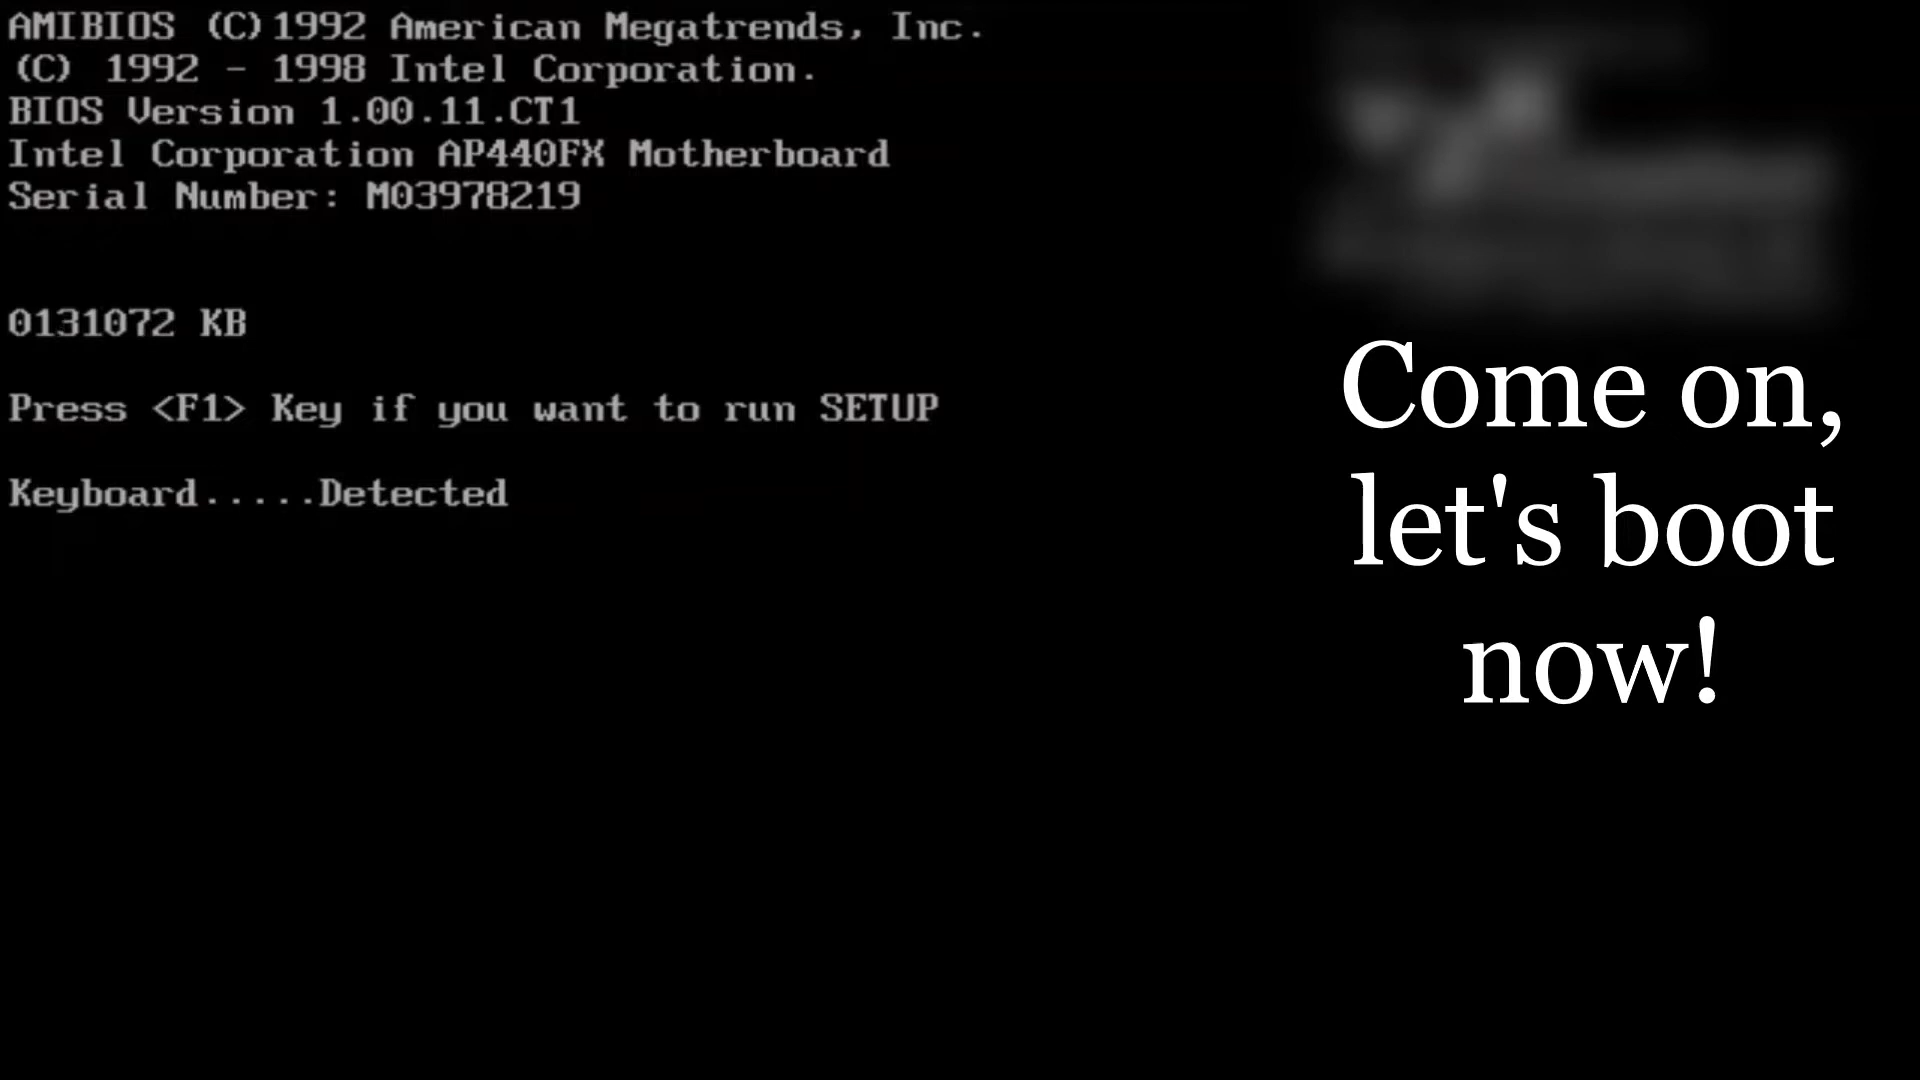 AMIBIOS (C)1992 American Megatrends, Inc.
(C) 1992 - 1998 Intel Corporation.
BIOS Version 1.00.11.CT1
Intel Corporation AP440FX Motherboard
Serial Number: M03978219
0131072 KB
Press <F1> Key if you want to run SETUP
Keyboard.....Detected
Come on,
let's boot
now!